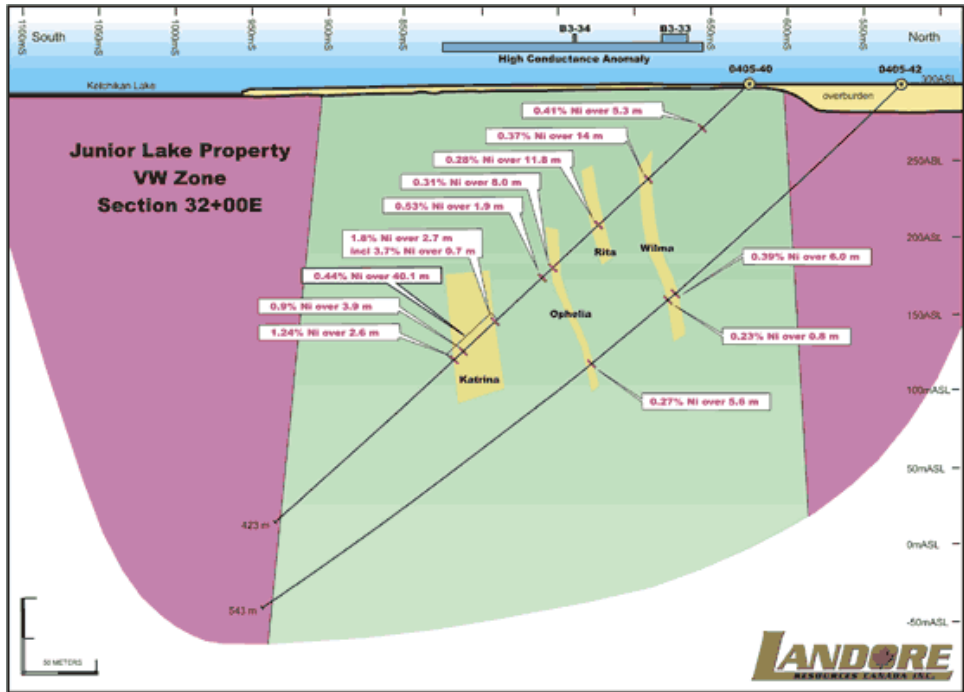 1150mS
1050mS
1000mS
950mS
900mS
850mS
650mS
600mS
550mS
South
B3-34
B3-33
North
High Conductance Anomaly
0405-40
0405-42
300ASL
Ketchikan Lake
overburden
0.41% Ni over 5.3 m
0.37% Ni over 14 m
Junior Lake Property
VW Zone
Section 32+00E
0.28% Ni over 11.8 m
0.31% Ni over 8.0 m
0.53% Ni over 1.9 m
250ASL
200ASL
150ASL
100mASL
50mASL
0mASL
-50mASL
1.8% Ni over 2.7 m
incl 3.7% Ni over 0.7 m
0.44% Ni over 40.1 m
0.9% Ni over 3.9 m
1.24% Ni over 2.6 m
Rita
Wilma
0.39% Ni over 6.0 m
Ophelia
0.23% Ni over 0.8 m
Katrina
0.27% Ni over 5.6 m
423 m
543 m
50 METERS
LANDORE
RESOURCES CANADA INC.